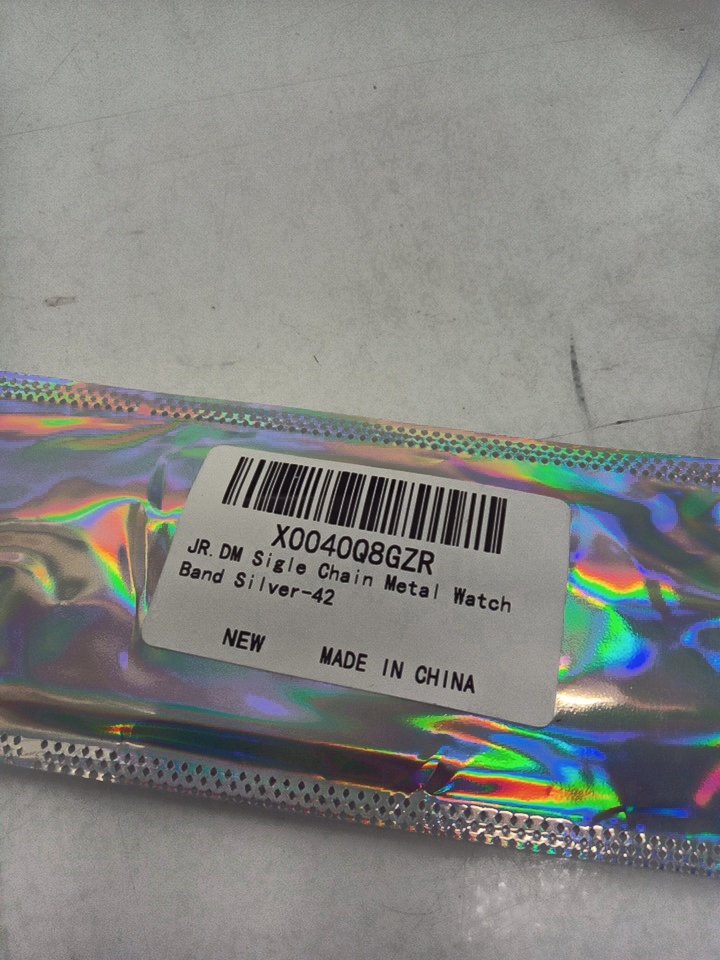 X0040Q8GZR
JR.DM Sigle Chain Metal Watch
Band Silver-42
NEW MADE IN CHINA